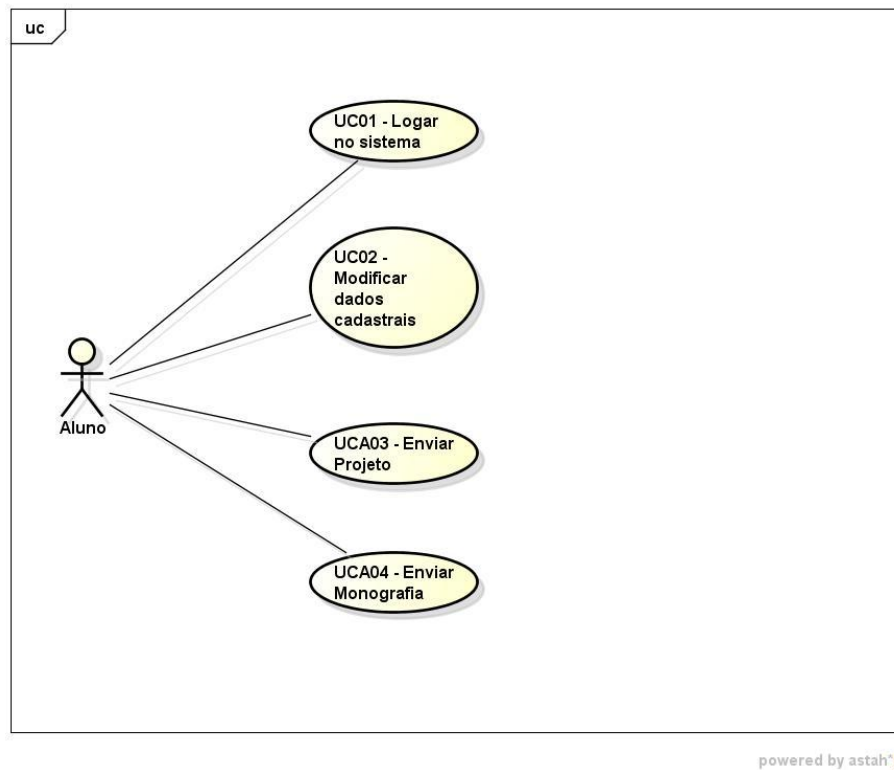 uc
UC01 - Logar
no sistema
UC02 -
Modificar
dados
cadastrais
Aluno
UCA03 - Enviar
Projeto
UCA04 - Enviar
Monografia
powered by astah*